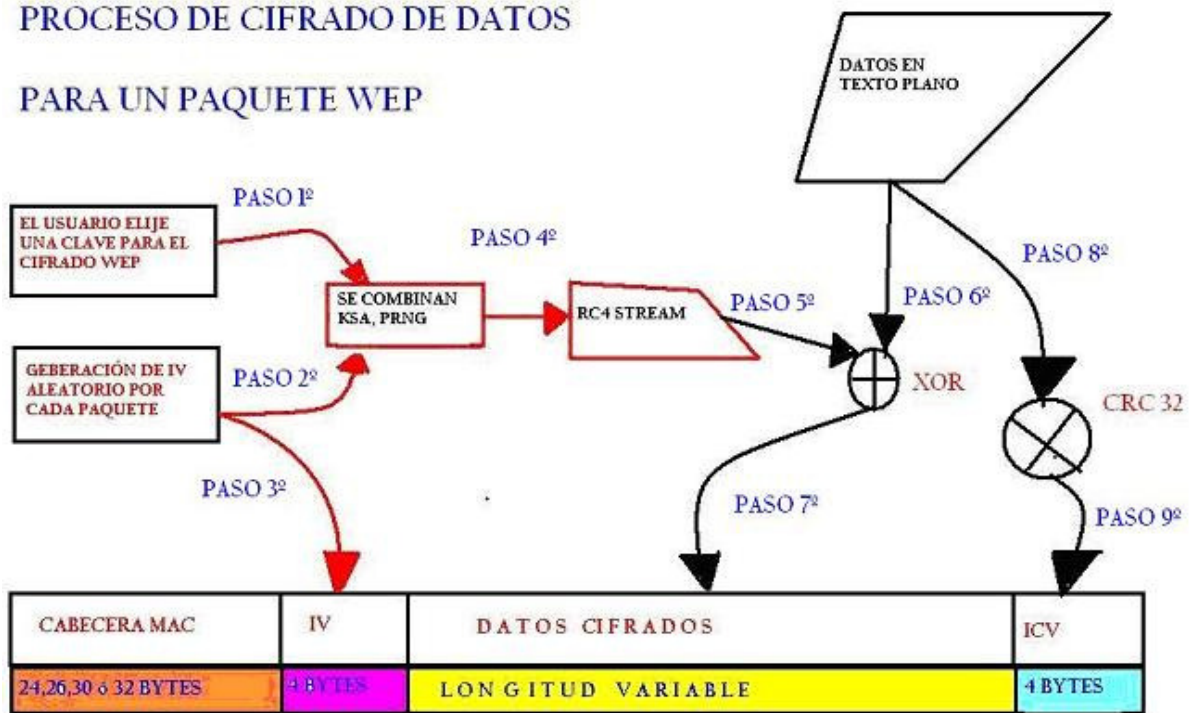 PROCESO DE CIFRADO DE DATOS
PARA UN PAQUETE WEP
DATOS EN
TEXTO PLANO
PASO 1º
EL USUARIO ELIJE
UNA CLAVE PARA EL
CIFRADO WEP
PASO 4º
PASO 8º
SE COMBINAN
KSA, PRNG
RC4 STREAM
PASO 5º
PASO 6º
GEBERACIÓN DE IV
ALEATORIO POR
CADA PAQUETE
PASO 2º
XOR
CRC 32
PASO 3º
PASO 7º
PASO 9º
CABECERA MAC
IV
DATOS CIFRADOS
ICV
24,26,30 ó 32 BYTES
4 BYTES
LONGITUD VARIABLE
4 BYTES